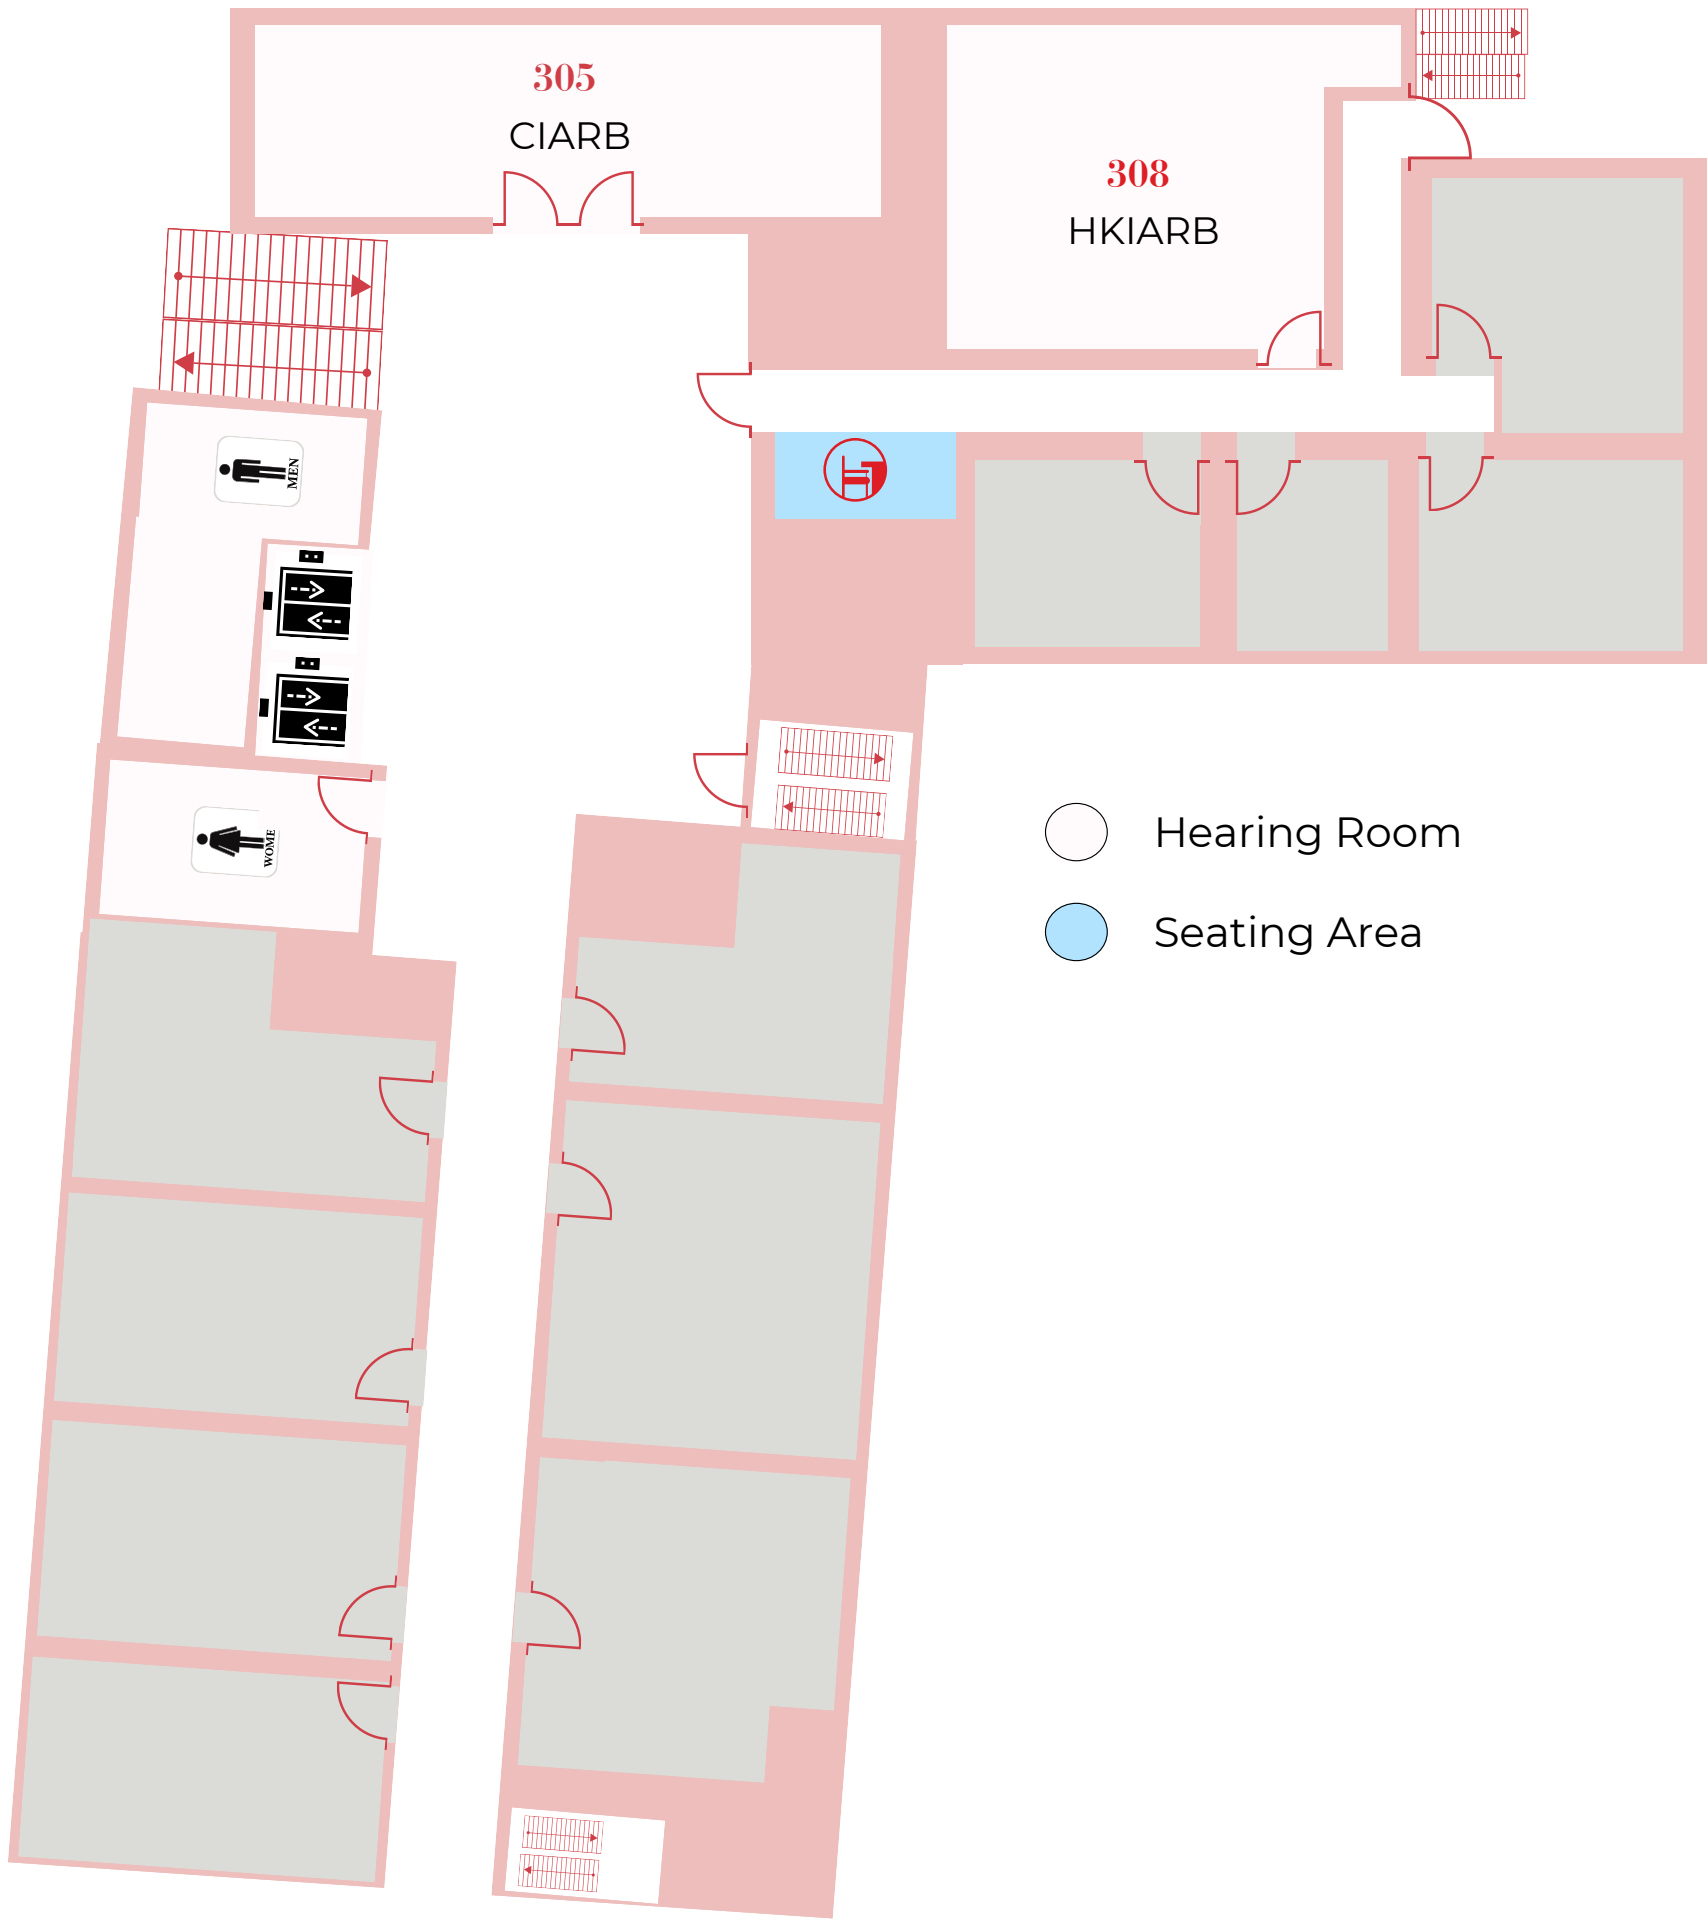 305
CIARB
308
HKIARB
MEN
WOME
Hearing Room
Seating Area